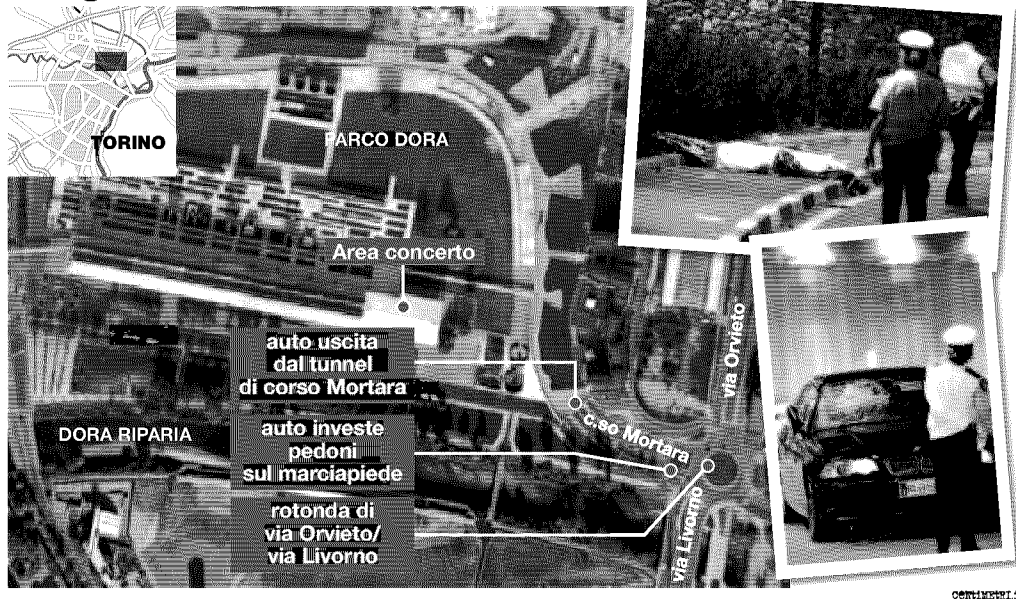 TORINO
PARCO DORA
Area concerto
auto uscita
dal tunnel
di corso Mortara
via Orvieto
c.so Mortara
DORA RIPARIA
auto investe
pedoni
sul marciapiede
rotonda di
via Orvieto/
via Livorno
via Livorno